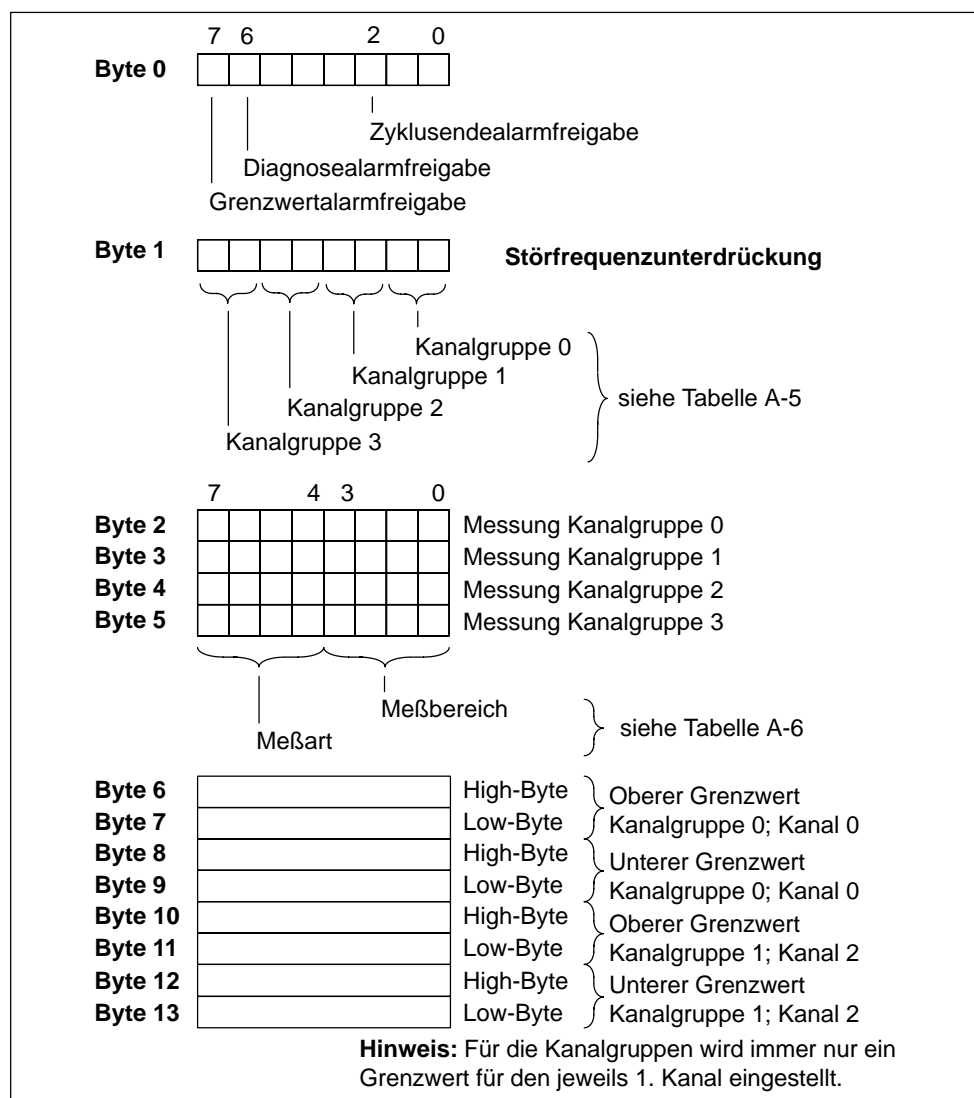 7 6 2 0
Byte 0
Zyklusendealarmfreigabe
Diagnosealarmfreigabe
Grenzwertalarmfreigabe
Byte 1 Störfrequenzunterdrückung
Kanalgruppe 0
Kanalgruppe 1
Kanalgruppe 2
Kanalgruppe 3
siehe Tabelle A-5
7 4 3 0
Byte 2 Messung Kanalgruppe 0
Byte 3 Messung Kanalgruppe 1
Byte 4 Messung Kanalgruppe 2
Byte 5 Messung Kanalgruppe 3
Meßbereich
Meßart
siehe Tabelle A-6
Byte 6 High-Byte Oberer Grenzwert
Byte 7 Low-Byte Kanalgruppe 0; Kanal 0
Byte 8 High-Byte Unterer Grenzwert
Byte 9 Low-Byte Kanalgruppe 0; Kanal 0
Byte 10 High-Byte Oberer Grenzwert
Byte 11 Low-Byte Kanalgruppe 1; Kanal 2
Byte 12 High-Byte Unterer Grenzwert
Byte 13 Low-Byte Kanalgruppe 1; Kanal 2
Hinweis: Für die Kanalgruppen wird immer nur ein
Grenzwert für den jeweils 1. Kanal eingestellt.